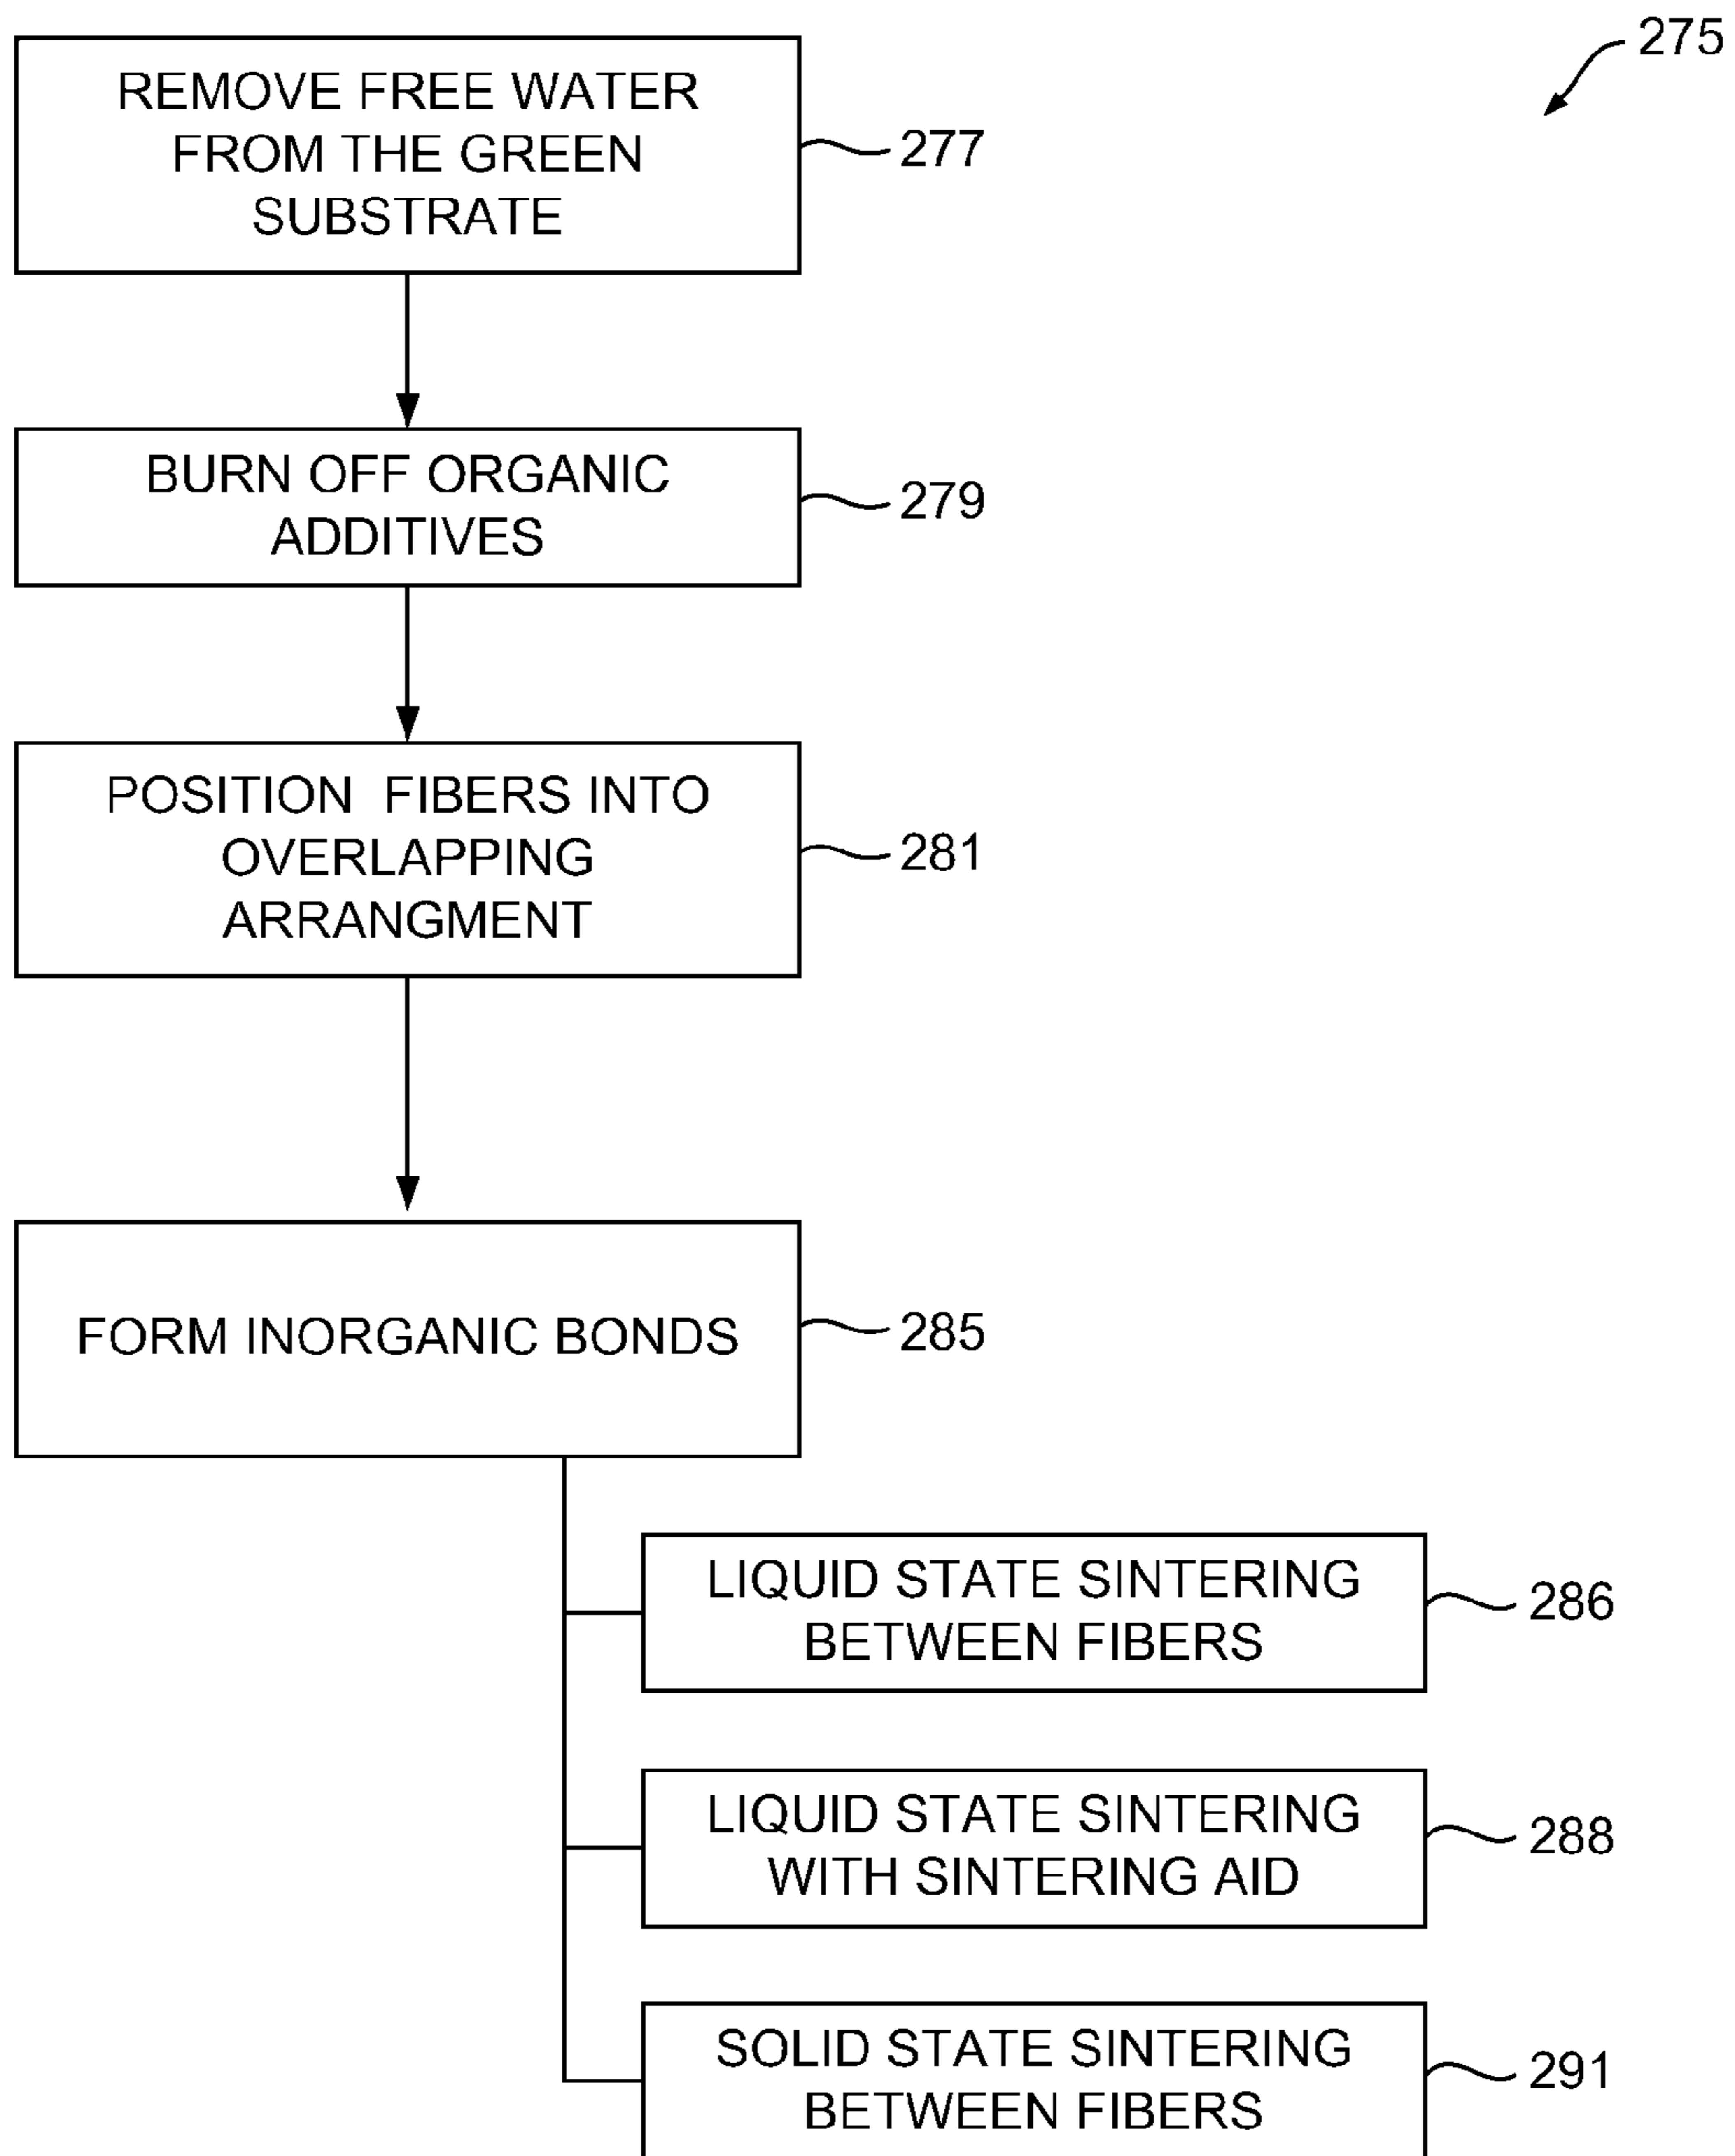 275
REMOVE FREE WATER
FROM THE GREEN
SUBSTRATE
277
BURN OFF ORGANIC
ADDITIVES
279
POSITION FIBERS INTO
OVERLAPPING
ARRANGMENT
281
FORM INORGANIC BONDS
285
LIQUID STATE SINTERING
BETWEEN FIBERS
286
LIQUID STATE SINTERING
WITH SINTERING AID
288
SOLID STATE SINTERING
BETWEEN FIBERS
291